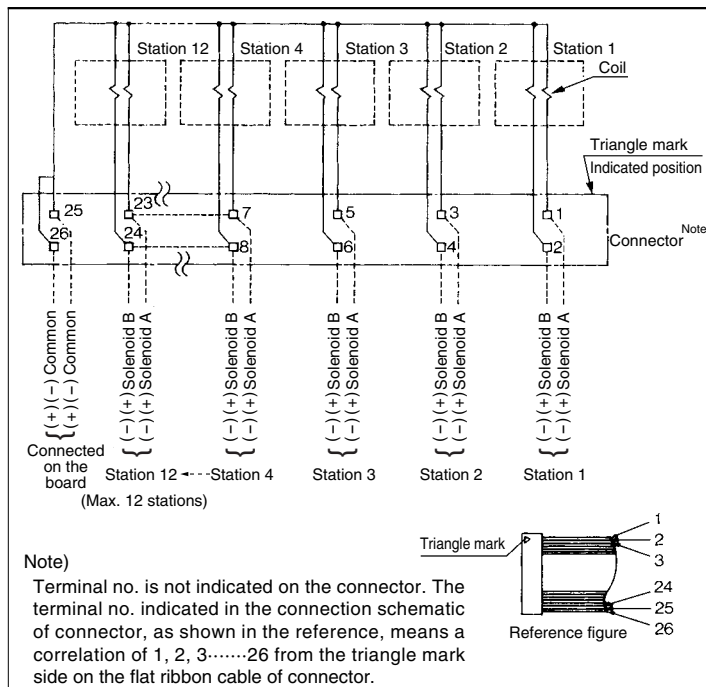 Station 12 Station 4 Station 3 Station 2 Station 1
Coil
Triangle mark
Indicated position
25 23 7 5 3 1
26 24 8 6 4 2
Connector Note)
(+)(−) Common
(+)(−) Common
(−)(+) Solenoid B
(−)(+) Solenoid A
(−)(+) Solenoid B
(−)(+) Solenoid A
(−)(+) Solenoid B
(−)(+) Solenoid A
(−)(+) Solenoid B
(−)(+) Solenoid A
(−)(+) Solenoid B
(−)(+) Solenoid A
Connected
on the
board
Station 12 Station 4 Station 3 Station 2 Station 1
(Max. 12 stations)
Triangle mark
1
2
3
24
25
26
Reference figure
Note)
Terminal no. is not indicated on the connector. The
terminal no. indicated in the connection schematic
of connector, as shown in the reference, means a
correlation of 1, 2, 3·······26 from the triangle mark
side on the flat ribbon cable of connector.